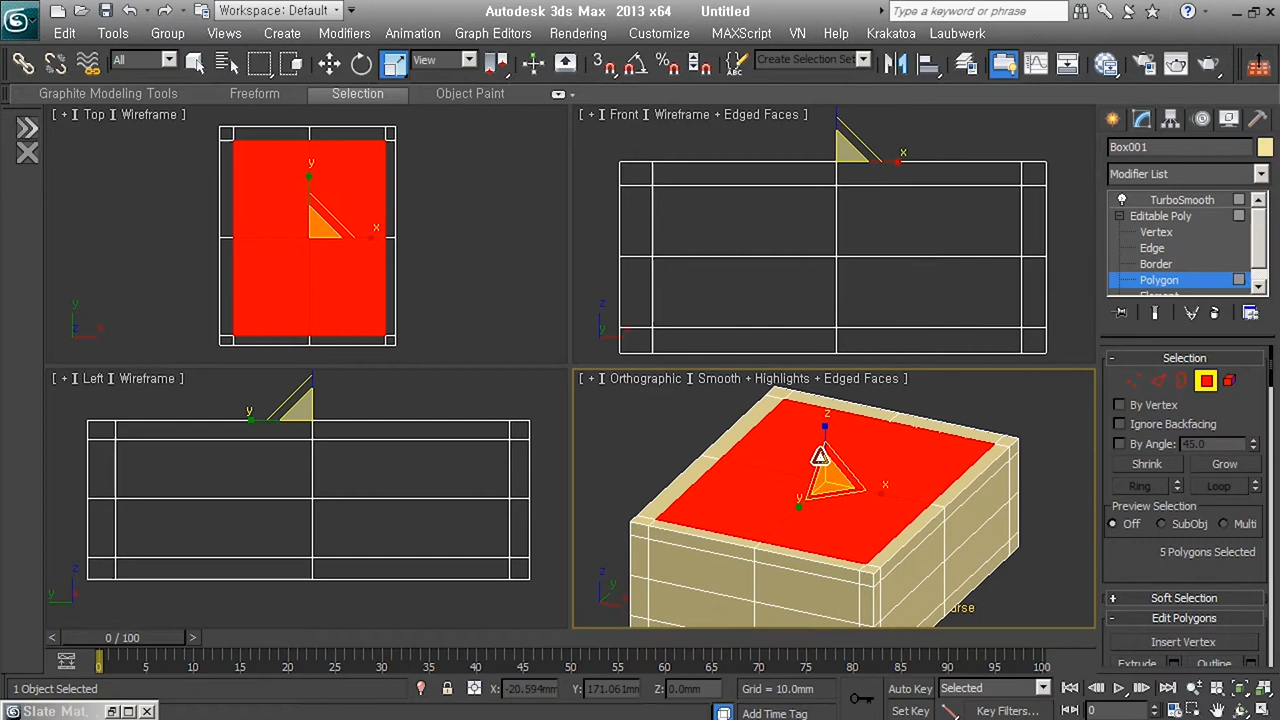 Workspace: Default
Autodesk 3ds Max 2013 x64
Untitled
Type a keyword or phrase
Edit
Tools
Group
Views
Create
Modifiers
Animation
Graph Editors
Rendering
Customize
MAXScript
VN
Help
Krakatoa
Laubwerk
All
View
Create Selection Set
Graphite Modeling Tools
Freeform
Selection
Object Paint
[ + ] [ Top ] [ Wireframe ]
[ + ] [ Front ] [ Wireframe + Edged Faces ]
[ + ] [ Left ] [ Wireframe ]
[ + ] [ Orthographic ] [ Smooth + Highlights + Edged Faces ]
Box001
Modifier List
TurboSmooth
Editable Poly
Vertex
Edge
Border
Polygon
Selection
By Vertex
Ignore Backfacing
By Angle: 45.0
Shrink
Grow
Ring
Loop
Preview Selection
Off
SubObj
Multi
5 Polygons Selected
Soft Selection
Edit Polygons
Insert Vertex
Extrude
Outline
0 / 100
0 5 10 15 20 25 30 35 40 45 50 55 60 65 70 75 80 85 90 95 100
1 Object Selected
X: -20.594mm
Y: 171.061mm
Z: 0.0mm
Grid = 10.0mm
Add Time Tag
Auto Key
Selected
Set Key
Key Filters...
0
Slate Mat.